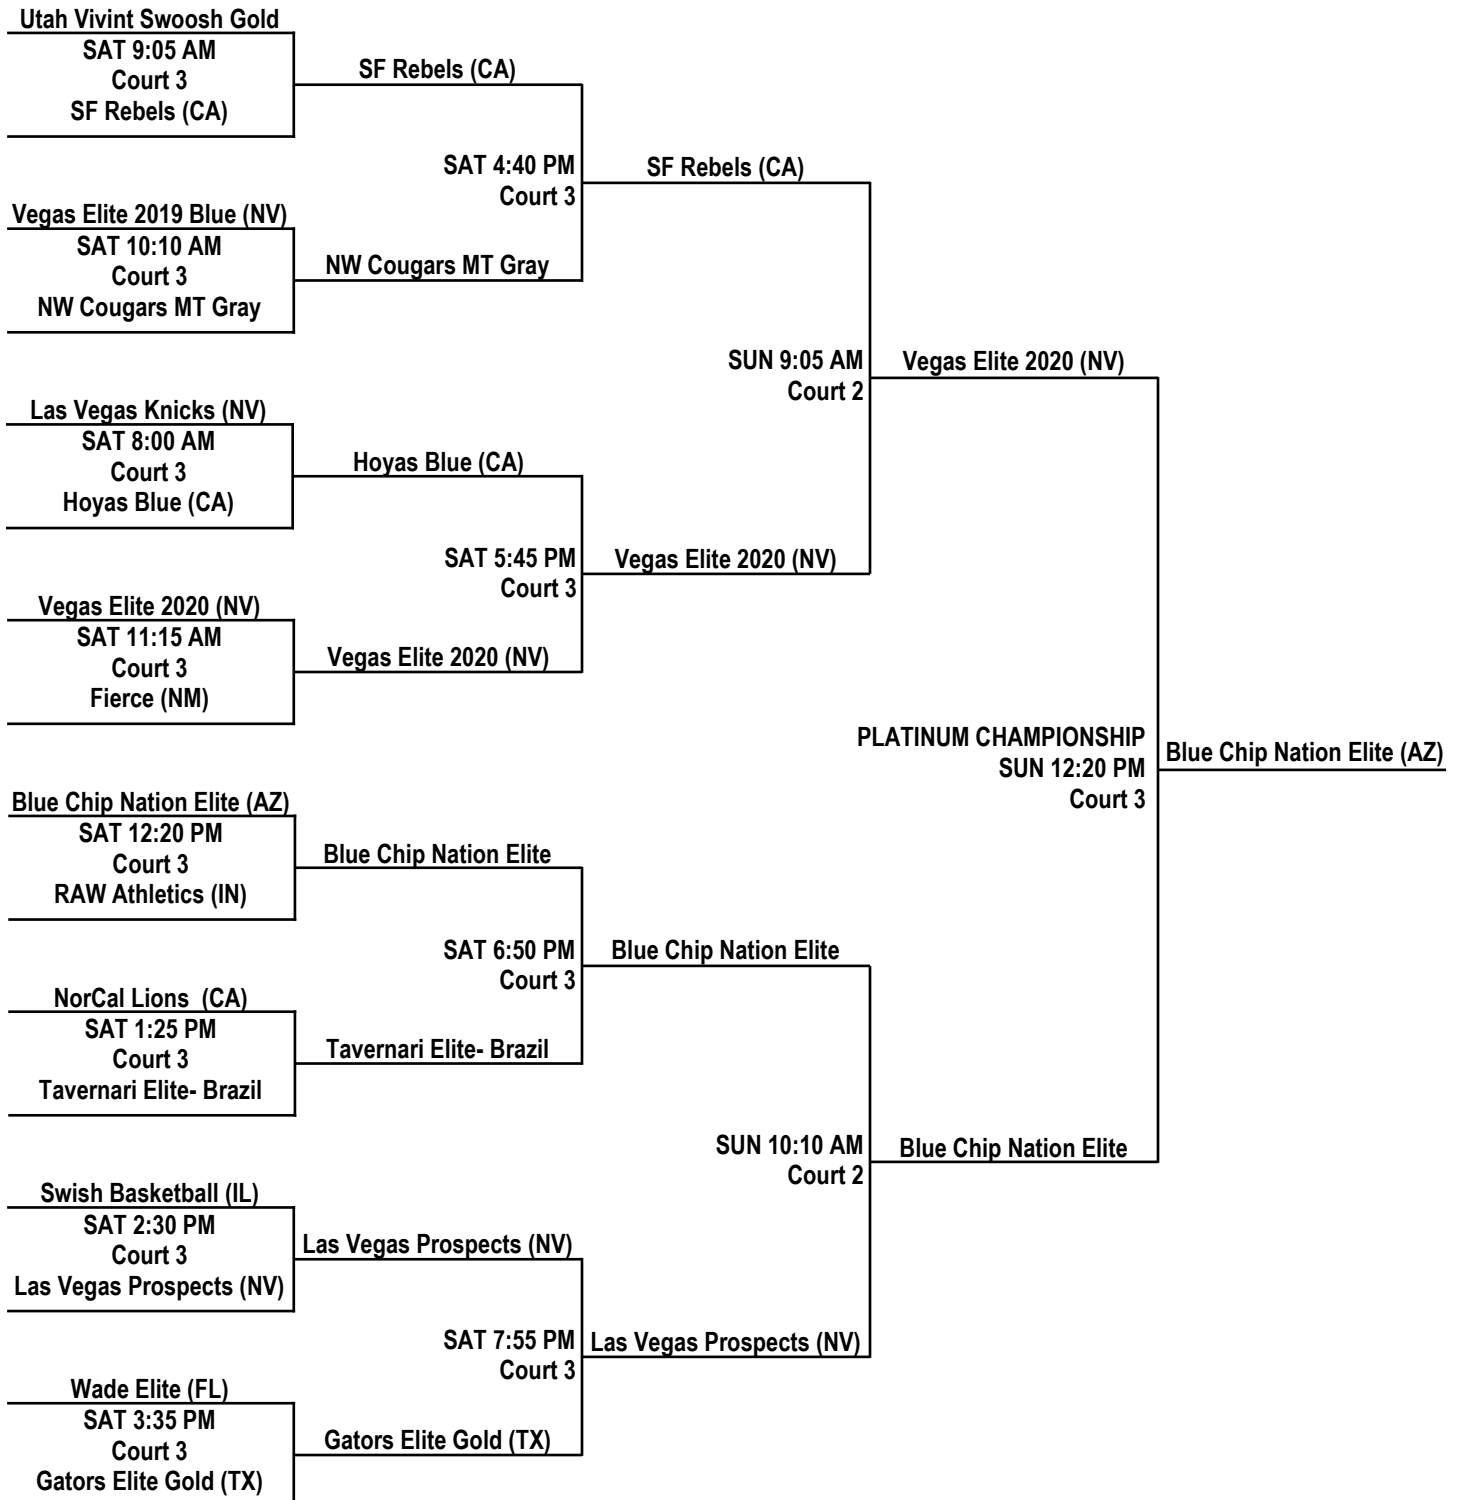 Utah Vivint Swoosh Gold
SAT 9:05 AM
Court 3
SF Rebels (CA)
SF Rebels (CA)
SAT 4:40 PM
Court 3
SF Rebels (CA)
Vegas Elite 2019 Blue (NV)
SAT 10:10 AM
Court 3
NW Cougars MT Gray
NW Cougars MT Gray
SUN 9:05 AM
Court 2
Vegas Elite 2020 (NV)
Las Vegas Knicks (NV)
SAT 8:00 AM
Court 3
Hoyas Blue (CA)
Hoyas Blue (CA)
SAT 5:45 PM
Court 3
Vegas Elite 2020 (NV)
Vegas Elite 2020 (NV)
SAT 11:15 AM
Court 3
Fierce (NM)
Vegas Elite 2020 (NV)
PLATINUM CHAMPIONSHIP
SUN 12:20 PM
Court 3
Blue Chip Nation Elite (AZ)
Blue Chip Nation Elite (AZ)
SAT 12:20 PM
Court 3
RAW Athletics (IN)
Blue Chip Nation Elite
SAT 6:50 PM
Court 3
Blue Chip Nation Elite
NorCal Lions  (CA)
SAT 1:25 PM
Court 3
Tavernari Elite- Brazil
Tavernari Elite- Brazil
SUN 10:10 AM
Court 2
Blue Chip Nation Elite
Swish Basketball (IL)
SAT 2:30 PM
Court 3
Las Vegas Prospects (NV)
Las Vegas Prospects (NV)
SAT 7:55 PM
Court 3
Las Vegas Prospects (NV)
Wade Elite (FL)
SAT 3:35 PM
Court 3
Gators Elite Gold (TX)
Gators Elite Gold (TX)